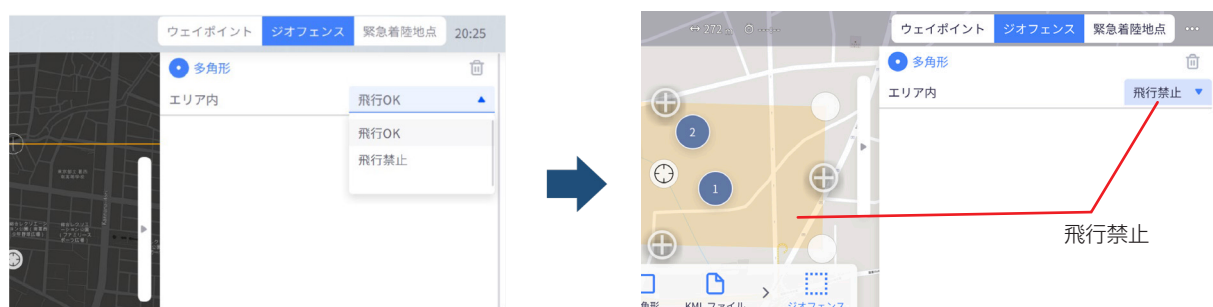 ウェイポイント ジオフェンス 緊急着陸地点 20:25
多角形
エリア内 飛行OK
飛行OK
飛行禁止
272
ウェイポイント ジオフェンス 緊急着陸地点 ...
多角形
エリア内 飛行禁止
2
1
飛行禁止
角形 KMLファイル ジオフェンス